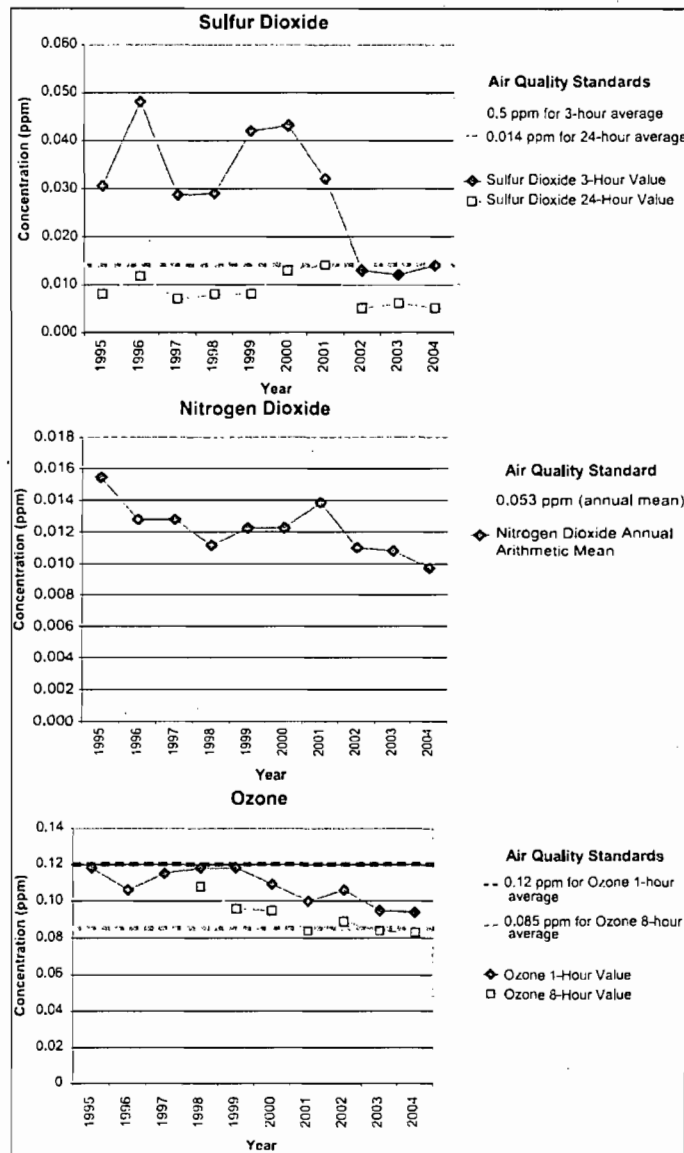 Sulfur Dioxide
0.060
0.050
0.040
0.030
0.020
0.010
0.000
Concentration (ppm)
1995
1996
1997
1998
1999
2000
2001
2002
2003
2004
Year
Air Quality Standards
0.5 ppm for 3-hour average
0.014 ppm for 24-hour average
Sulfur Dioxide 3-Hour Value
Sulfur Dioxide 24-Hour Value
Nitrogen Dioxide
0.018
0.016
0.014
0.012
0.010
0.008
0.006
0.004
0.002
0.000
Concentration (ppm)
1995
1996
1997
1998
1999
2000
2001
2002
2003
2004
Year
Air Quality Standard
0.053 ppm (annual mean)
Nitrogen Dioxide Annual
Arithmetic Mean
Ozone
0.14
0.12
0.10
0.08
0.06
0.04
0.02
0
Concentration (ppm)
1995
1996
1997
1998
1999
2000
2001
2002
2003
2004
Year
Air Quality Standards
0.12 ppm for Ozone 1-hour
average
0.085 ppm for Ozone 8-hour
average
Ozone 1-Hour Value
Ozone 8-Hour Value